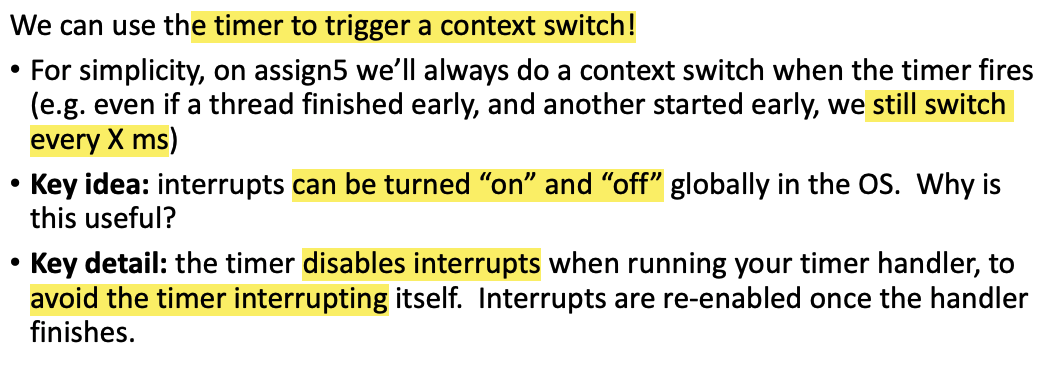 We can use the timer to trigger a context switch!
• For simplicity, on assign5 we’ll always do a context switch when the timer fires
(e.g. even if a thread finished early, and another started early, we still switch
every X ms)
• Key idea: interrupts can be turned “on” and “off” globally in the OS.  Why is
this useful?
• Key detail: the timer disables interrupts when running your timer handler, to
avoid the timer interrupting itself.  Interrupts are re-enabled once the handler
finishes.